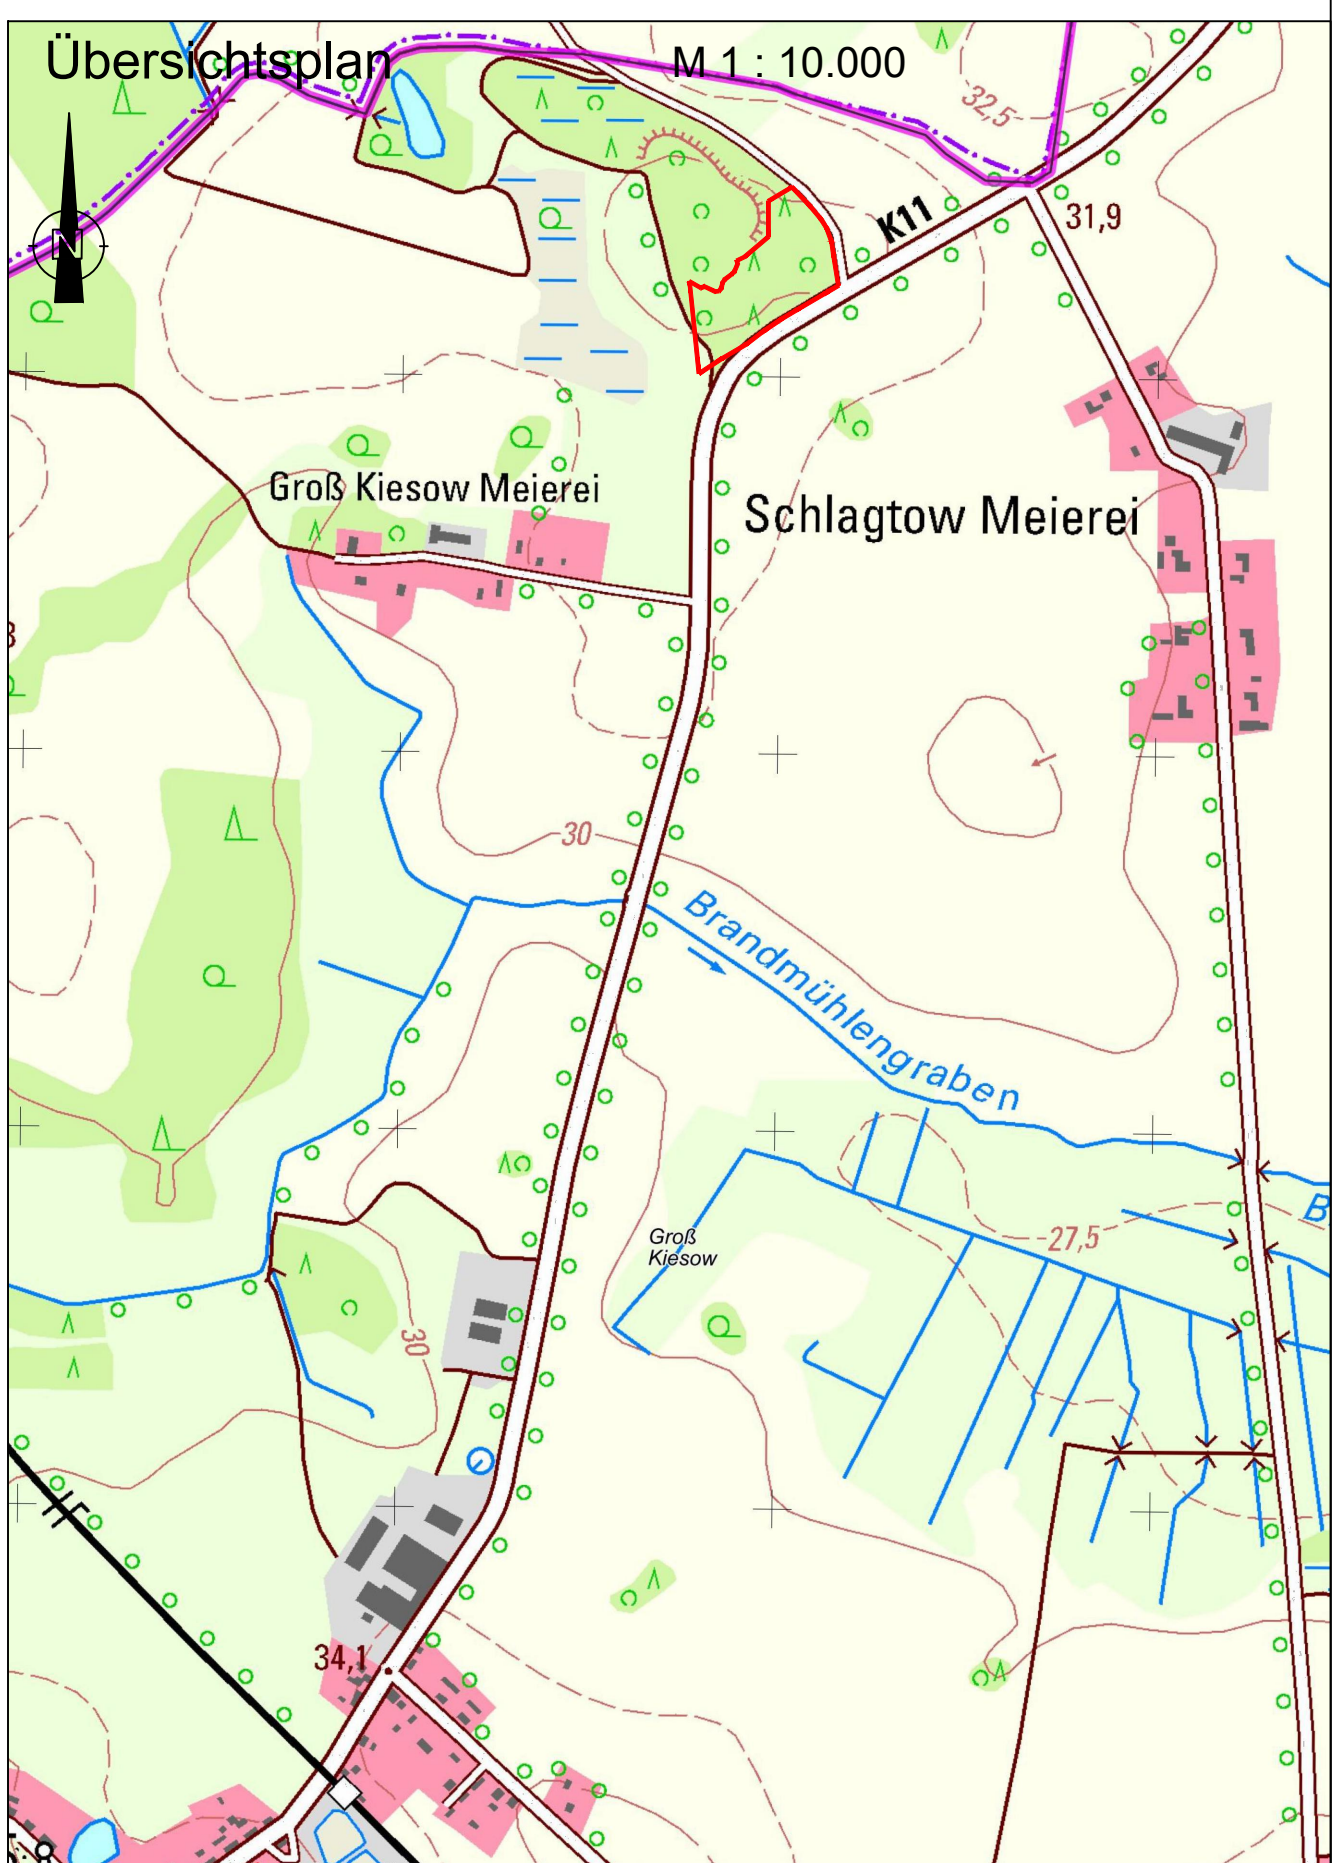 Übersichtsplan
M 1 : 10.000
32,5
N
K11
31,9
Groß Kiesow Meierei
Schlagtow Meierei
30
Brandmühlengraben
Groß
Kiesow
27,5
B
30
34,1